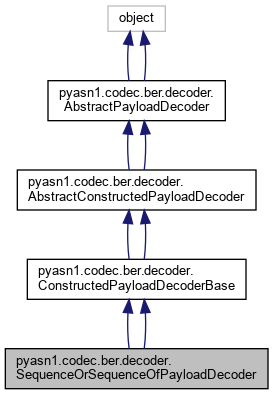 object
pyasn1.codec.ber.decoder.
AbstractPayloadDecoder
pyasn1.codec.ber.decoder.
AbstractConstructedPayloadDecoder
pyasn1.codec.ber.decoder.
ConstructedPayloadDecoderBase
pyasn1.codec.ber.decoder.
SequenceOrSequenceOfPayloadDecoder